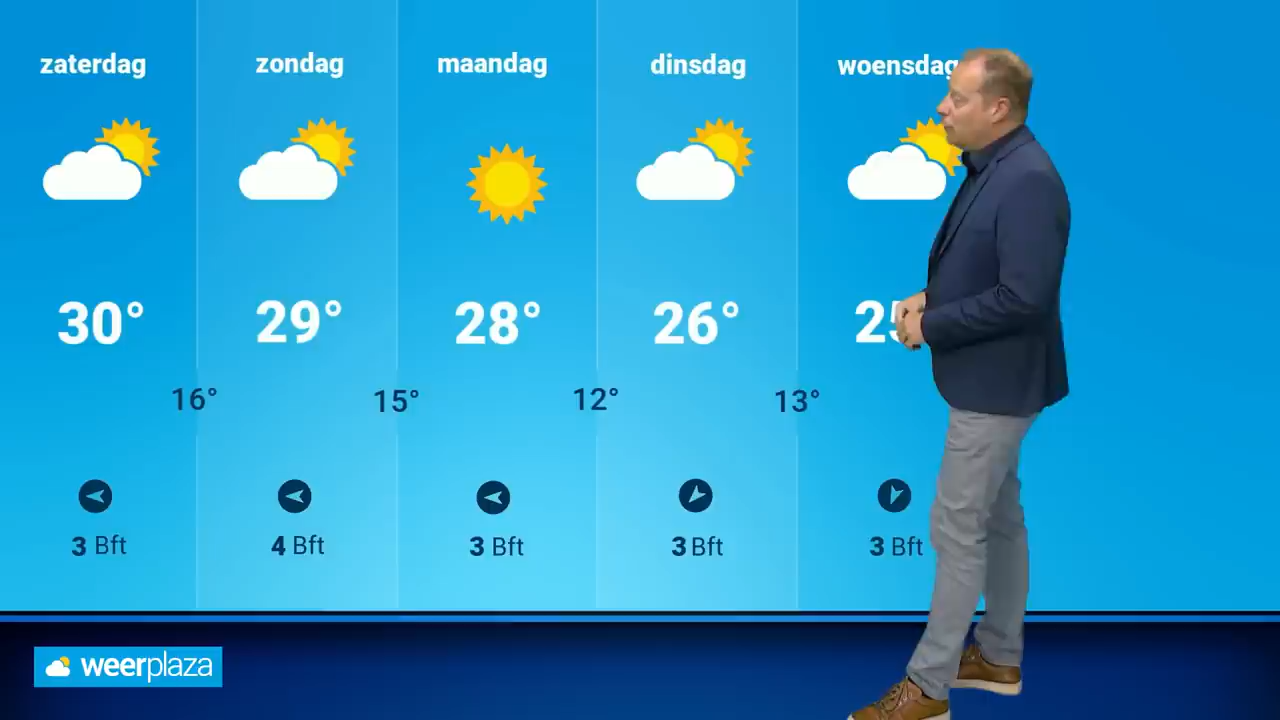 zaterdag zondag maandag dinsdag woensdag
30° 29° 28° 26° 25
16° 15° 12° 13°
3 Bft 4 Bft 3 Bft 3 Bft 3 Bft
weerplaza